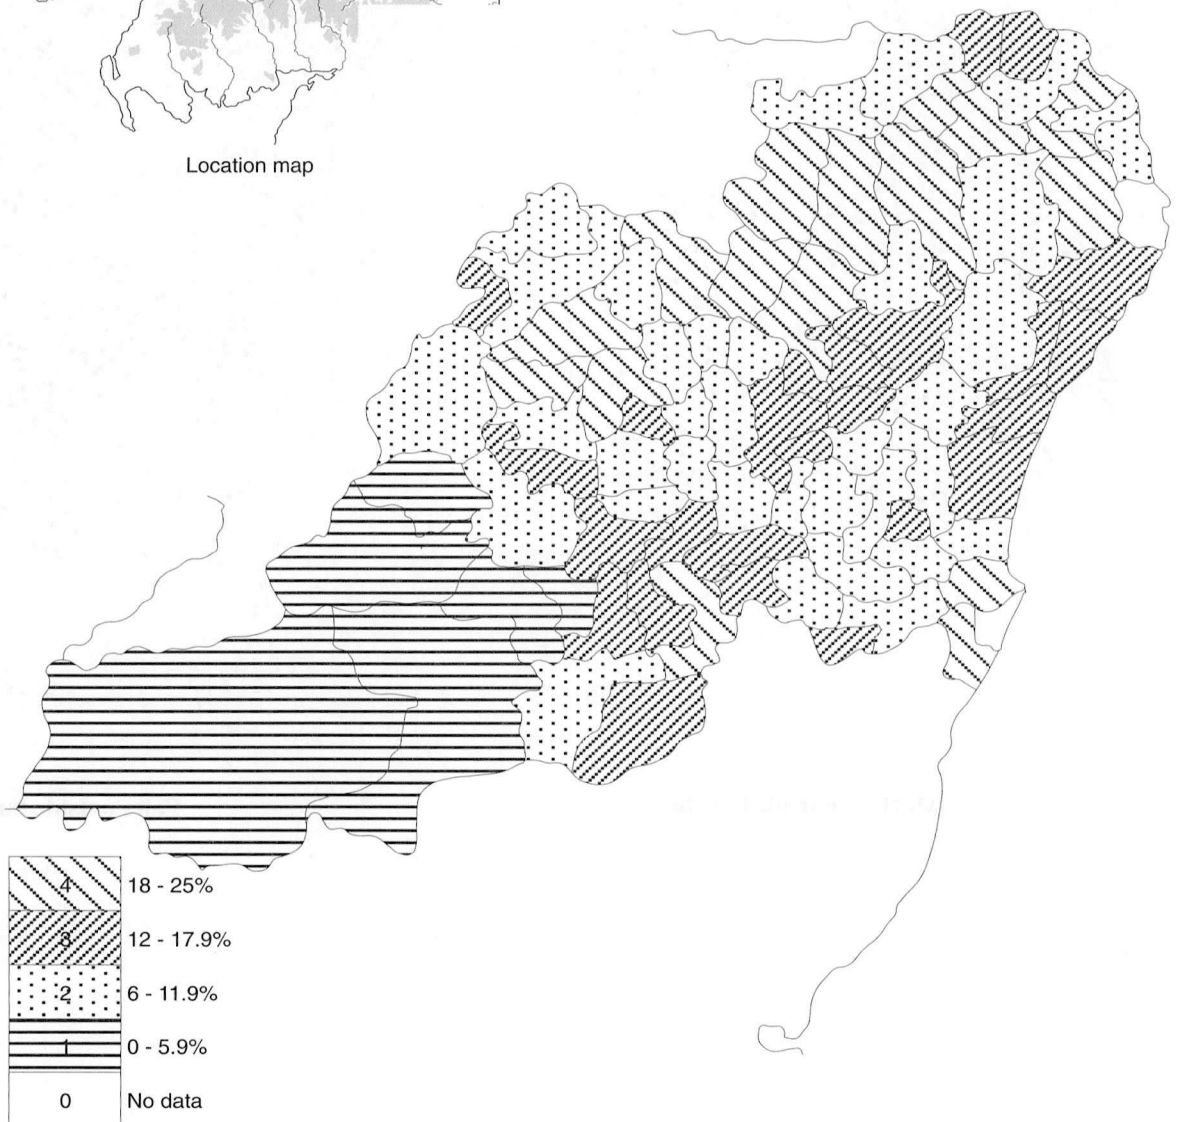 Location map
4 18 - 25%
3 12 - 17.9%
2 6 - 11.9%
1 0 - 5.9%
0 No data